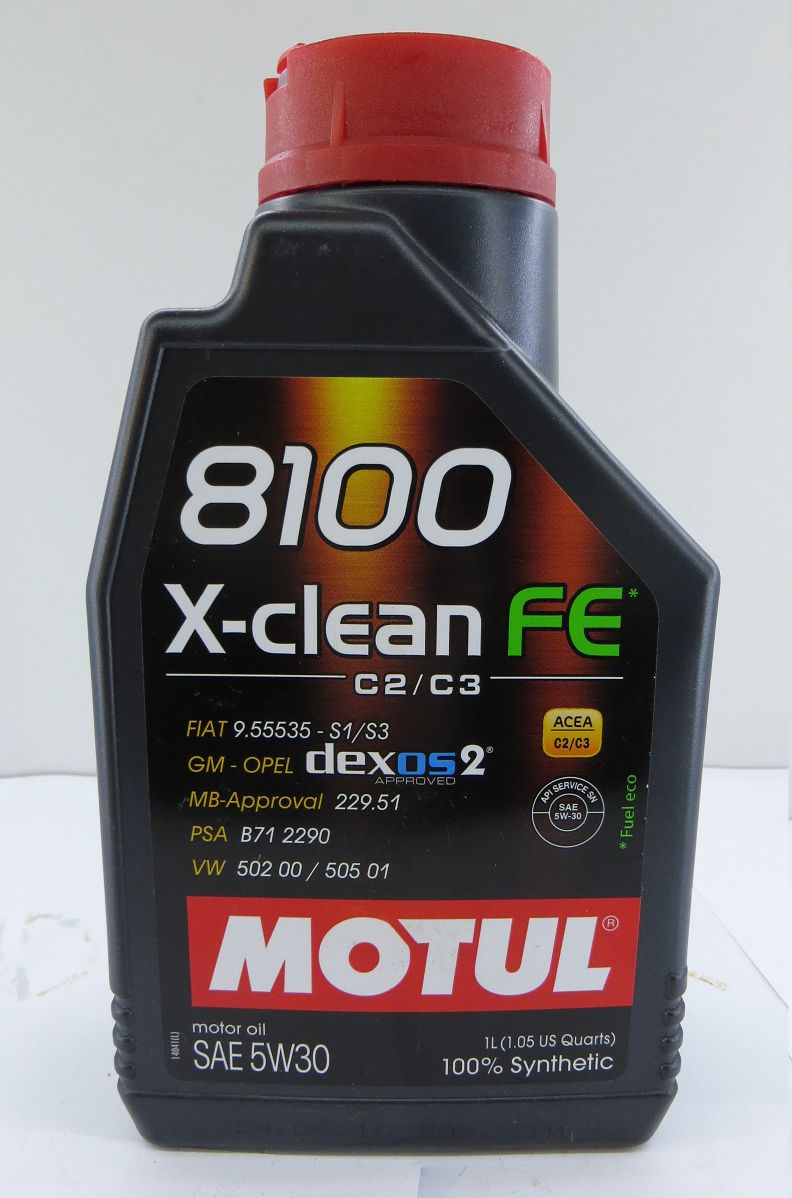 8100
X-clean FE*
C2/C3
FIAT 9.55535 - S1/S3
GM - OPEL dexos2®
APPROVED
MB-Approval 229.51
PSA B71 2290
VW 502 00 / 505 01
ACEA
C2/C3
API SERVICE SN
SAE
5W-30
* Fuel eco
MOTUL®
motor oil
SAE 5W30
1L (1.05 US Quarts)
100% Synthetic
14041(L)